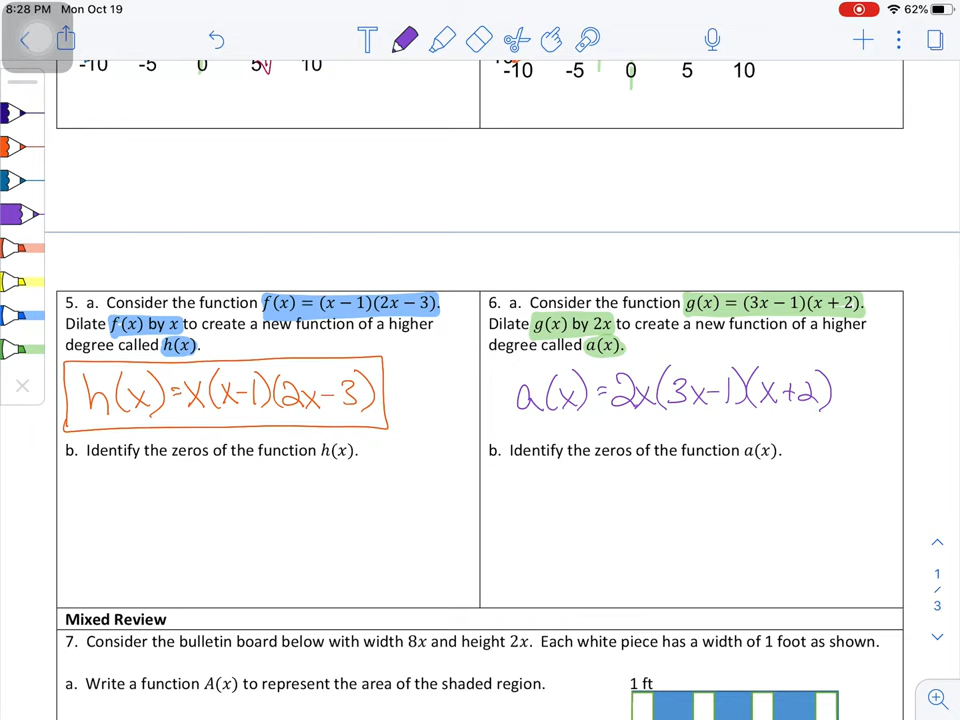 8:28 PM Mon Oct 19
62%
-10 -5 0 5 10
-10 -5 0 5 10
5. a. Consider the function f(x) = (x − 1)(2x − 3).
Dilate f(x) by x to create a new function of a higher
degree called h(x).
h(x)=x(x-1)(2x-3)
b. Identify the zeros of the function h(x).
6. a. Consider the function g(x) = (3x − 1)(x + 2).
Dilate g(x) by 2x to create a new function of a higher
degree called a(x).
a(x)=2x(3x-1)(x+2)
b. Identify the zeros of the function a(x).
1
/
3
Mixed Review
7. Consider the bulletin board below with width 8x and height 2x. Each white piece has a width of 1 foot as shown.
a. Write a function A(x) to represent the area of the shaded region.
1 ft